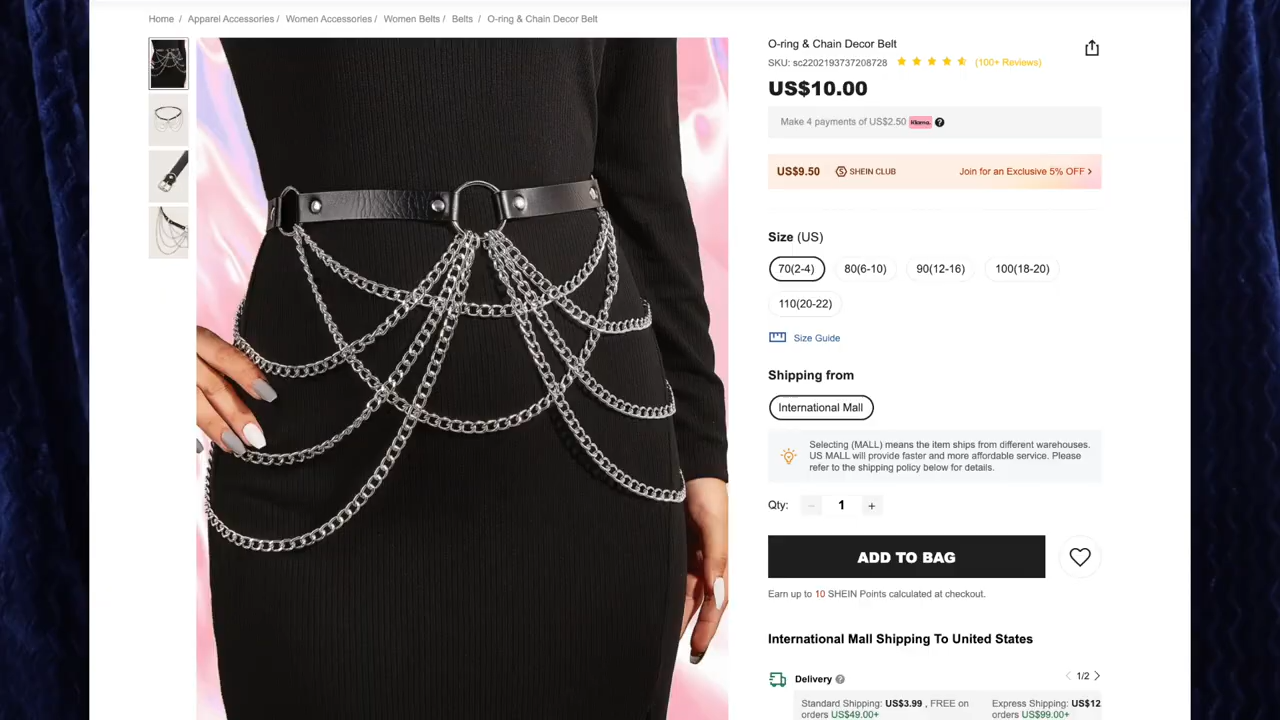 Home / Apparel Accessories / Women Accessories / Women Belts / Belts / O-ring & Chain Decor Belt
O-ring & Chain Decor Belt
SKU: sc2202193737208728 (100+ Reviews)
US$10.00
Make 4 payments of US$2.50 Klarna. ?
US$9.50 S SHEIN CLUB Join for an Exclusive 5% OFF >
Size (US)
70(2-4) 80(6-10) 90(12-16) 100(18-20)
110(20-22)
Size Guide
Shipping from
International Mall
Selecting (MALL) means the item ships from different warehouses.
US MALL will provide faster and more affordable service. Please
refer to the shipping policy below for details.
Qty: − 1 +
ADD TO BAG
Earn up to 10 SHEIN Points calculated at checkout.
International Mall Shipping To United States
Delivery ? < 1/2 >
Standard Shipping: US$3.99 , FREE on
orders US$49.00+
Express Shipping: US$12
orders US$99.00+